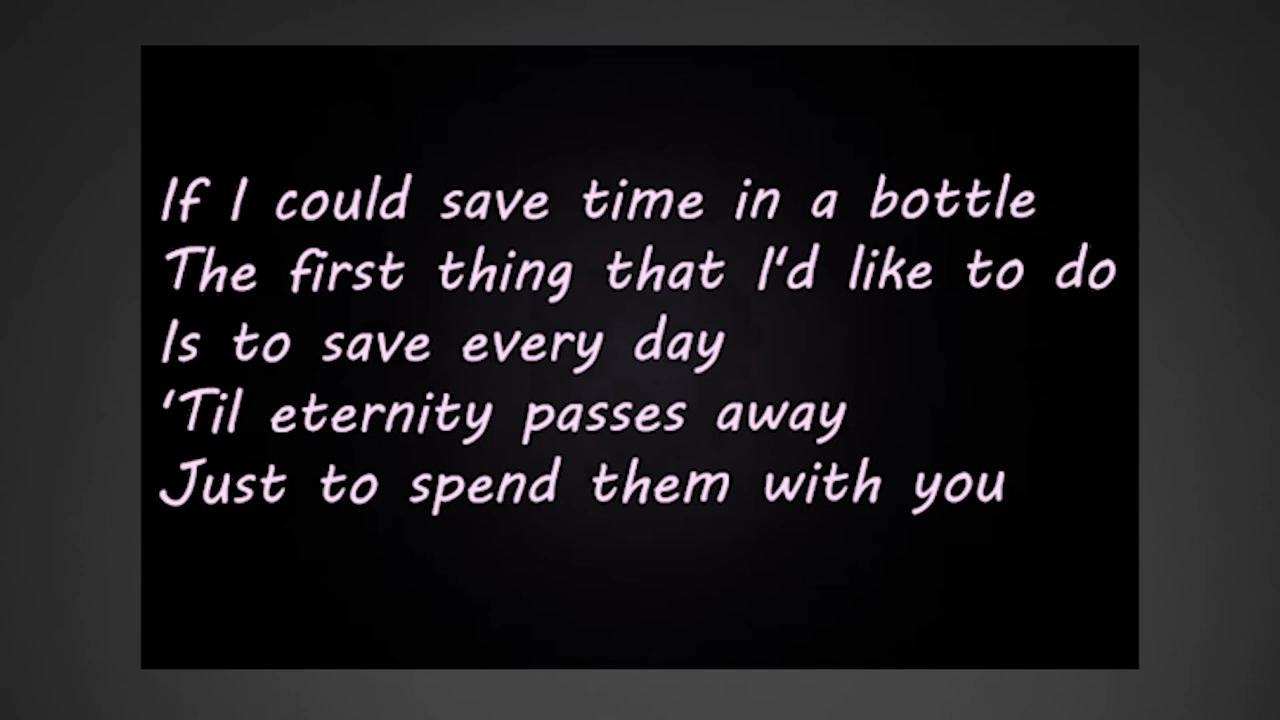 If I could save time in a bottle
The first thing that I'd like to do
Is to save every day
'Til eternity passes away
Just to spend them with you